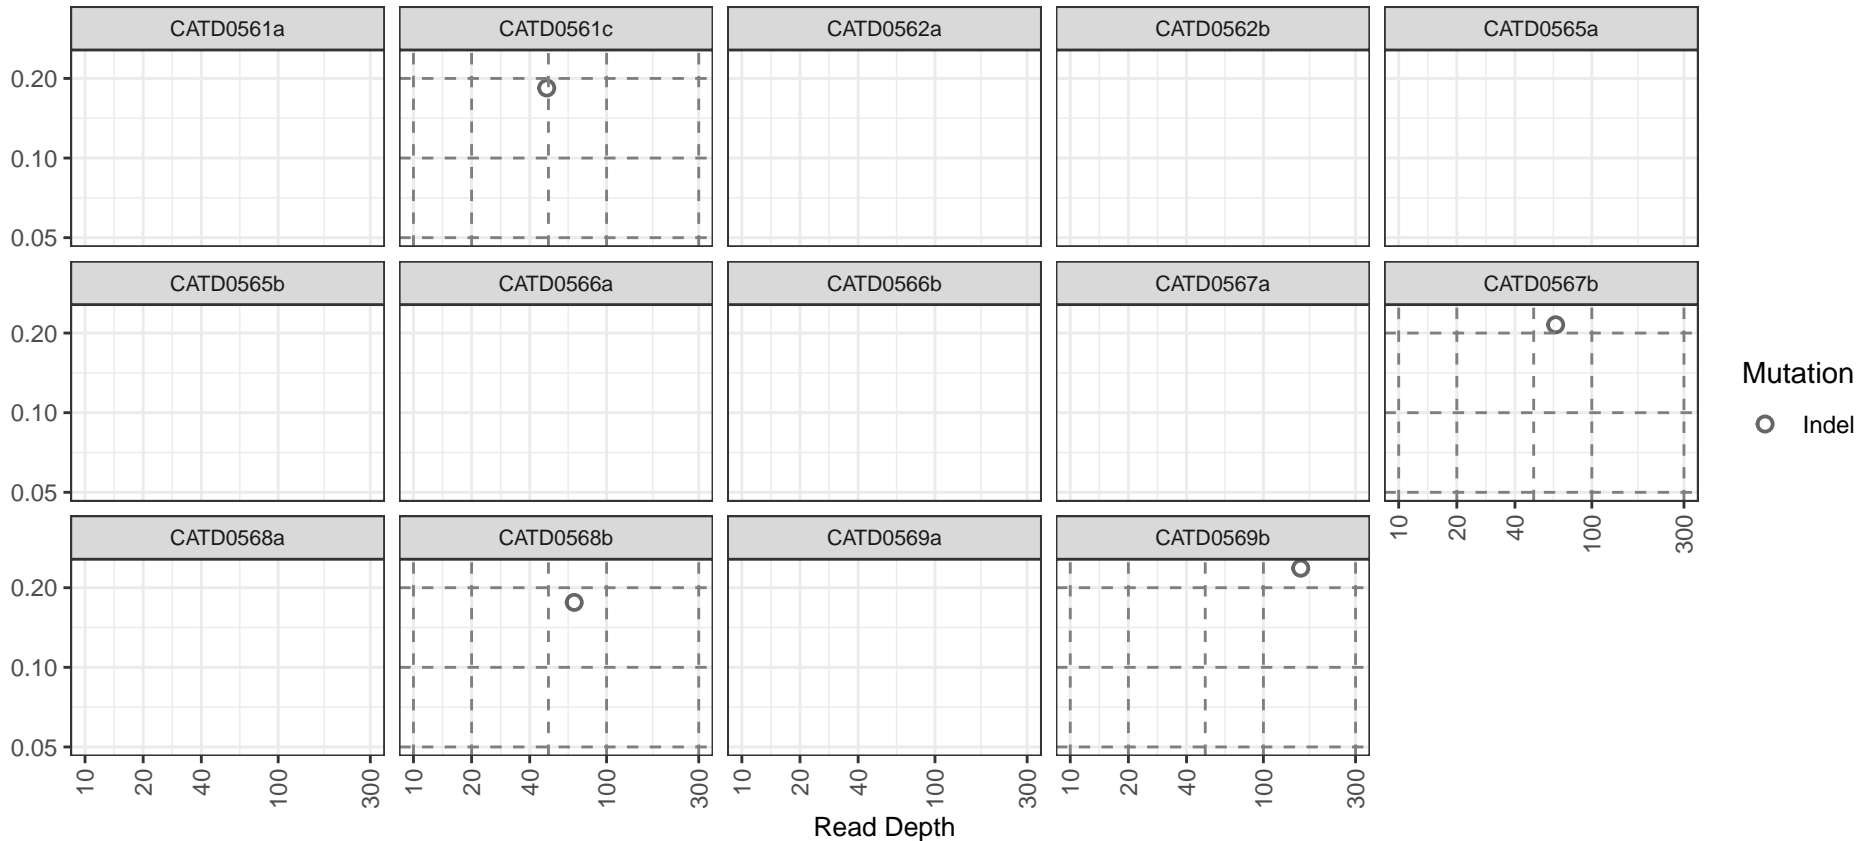 CATD0561a CATD0561c CATD0562a CATD0562b CATD0565a
0.20
0.10
0.05
CATD0565b CATD0566a CATD0566b CATD0567a CATD0567b
0.20
0.10
0.05
10 20 40 100 300
CATD0568a CATD0568b CATD0569a CATD0569b
0.20
0.10
0.05
10 20 40 100 300 10 20 40 100 300 10 20 40 100 300 10 20 40 100 300
Read Depth
Mutation
Indel